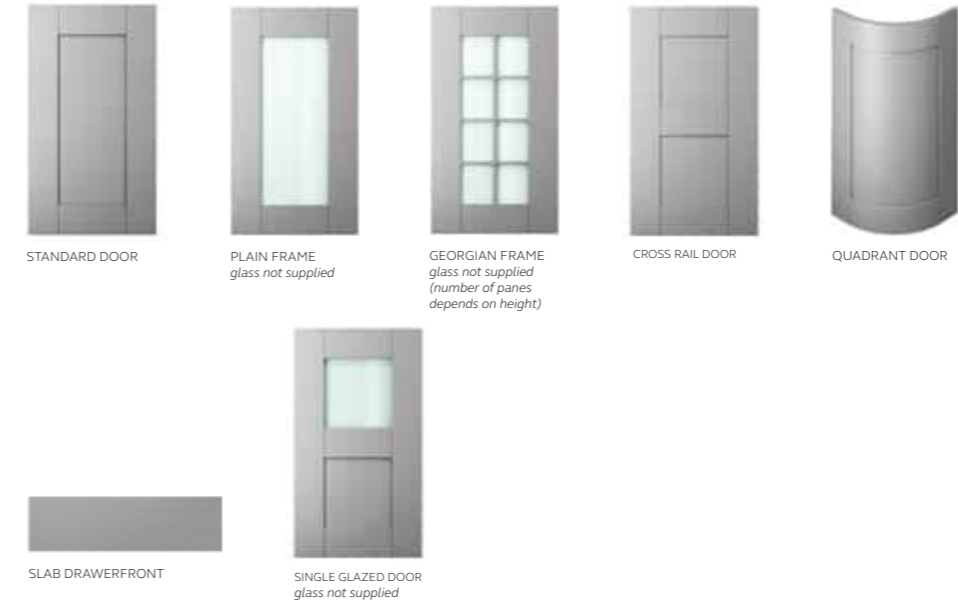 STANDARD DOOR
PLAIN FRAME
glass not supplied
GEORGIAN FRAME
glass not supplied
(number of panes
depends on height)
CROSS RAIL DOOR
QUADRANT DOOR
SLAB DRAWERFRONT
SINGLE GLAZED DOOR
glass not supplied